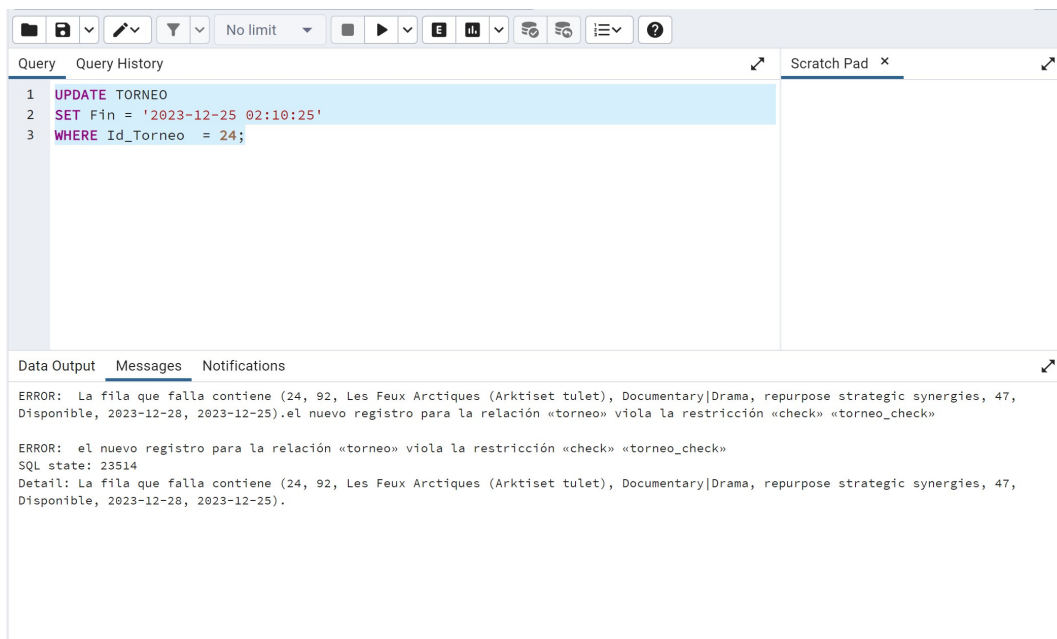 No limit
E
Query Query History
Scratch Pad ×
1 UPDATE TORNEO
2 SET Fin = '2023-12-25 02:10:25'
3 WHERE Id_Torneo  = 24;
Data Output Messages Notifications
ERROR:  La fila que falla contiene (24, 92, Les Feux Arctiques (Arktiset tulet), Documentary|Drama, repurpose strategic synergies, 47,
Disponible, 2023-12-28, 2023-12-25).el nuevo registro para la relación «torneo» viola la restricción «check» «torneo_check»
ERROR:  el nuevo registro para la relación «torneo» viola la restricción «check» «torneo_check»
SQL state: 23514
Detail: La fila que falla contiene (24, 92, Les Feux Arctiques (Arktiset tulet), Documentary|Drama, repurpose strategic synergies, 47,
Disponible, 2023-12-28, 2023-12-25).